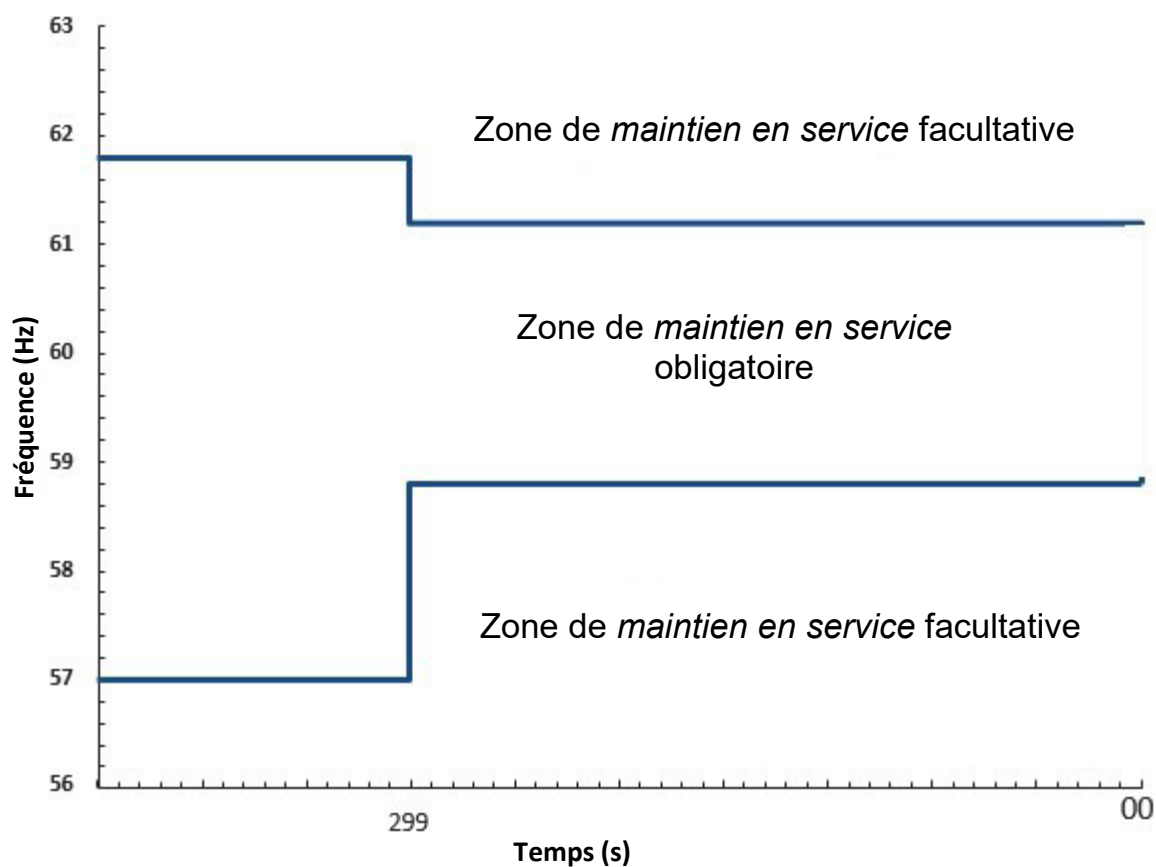 63
62
61
60
59
58
57
56
Fréquence (Hz)
Zone de maintien en service facultative
Zone de maintien en service
obligatoire
Zone de maintien en service facultative
299
00
Temps (s)